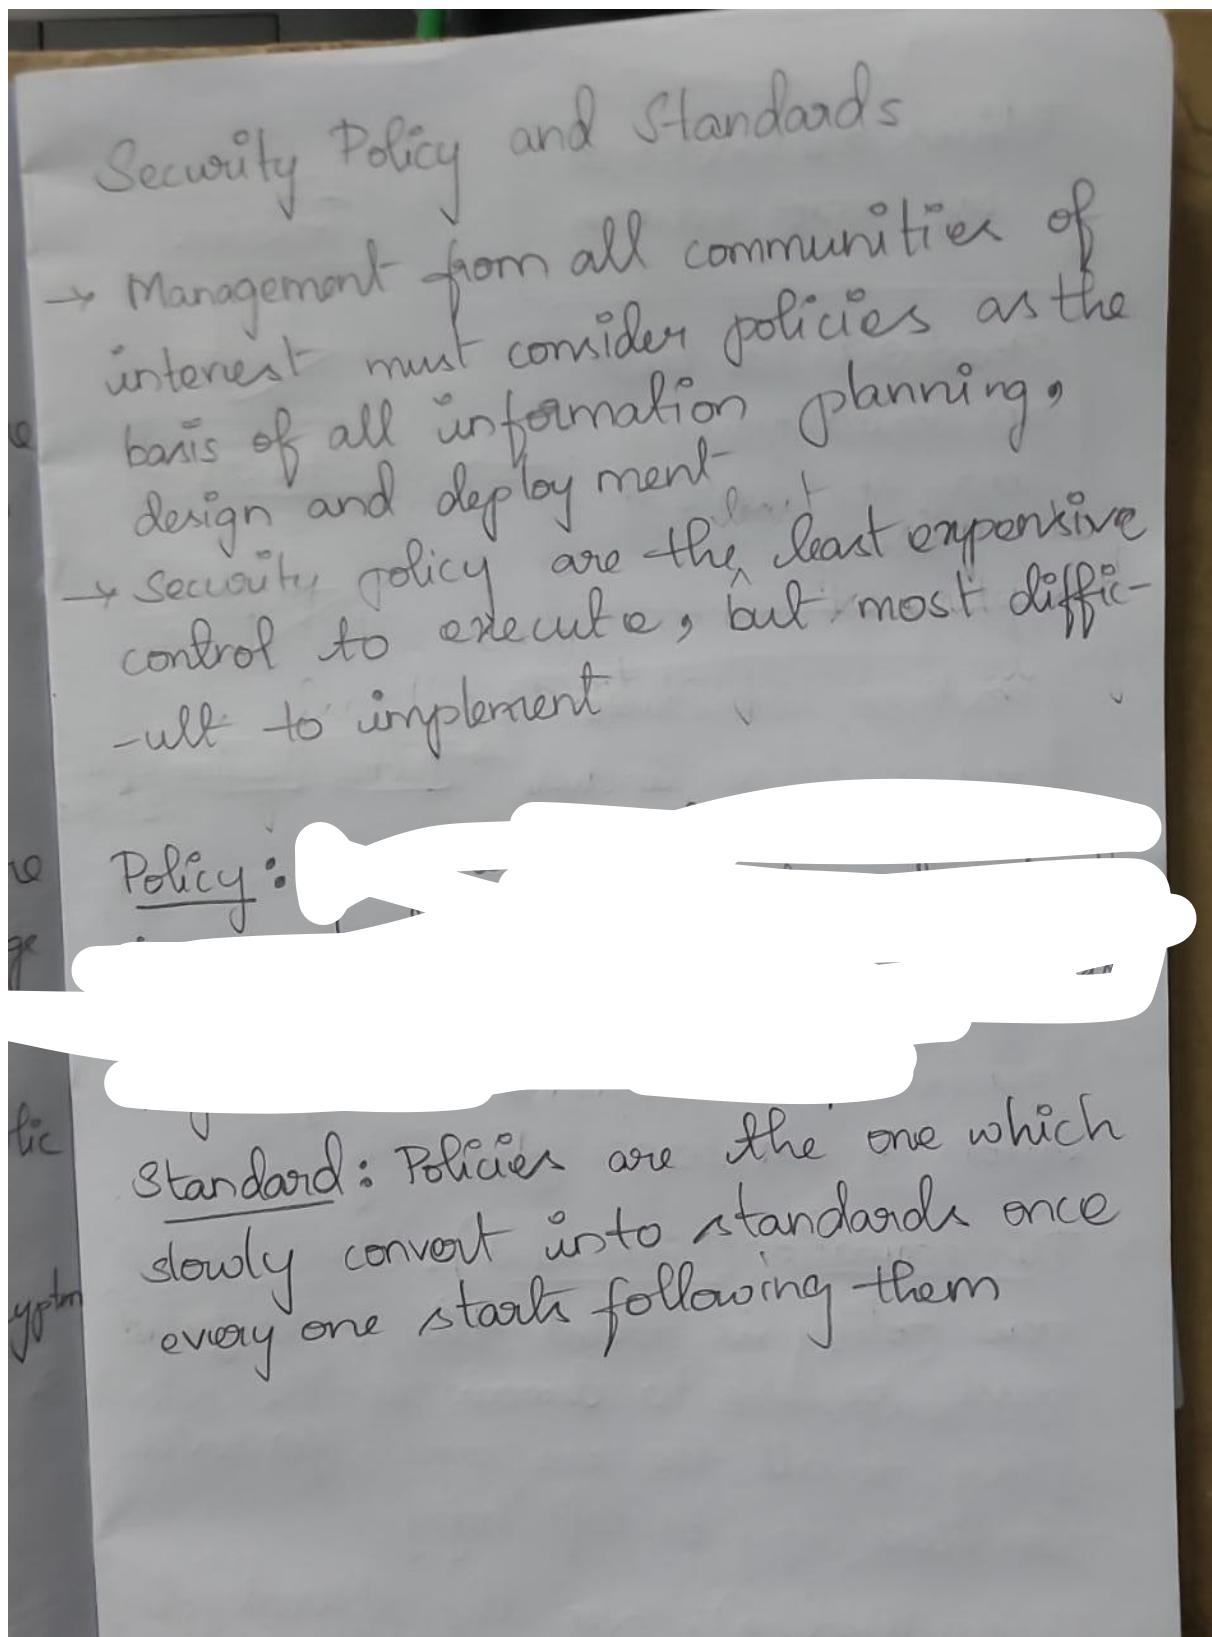 Security Policy and Standards
→ Management from all communities of
interest must consider policies as the
basis of all information planning,
design and deployment
→ Security policy are the least expensive
control to execute, but most diffic-
-ult to implement
Policy:
Standard: Policies are the one which
slowly convert into standards once
every one starts following them